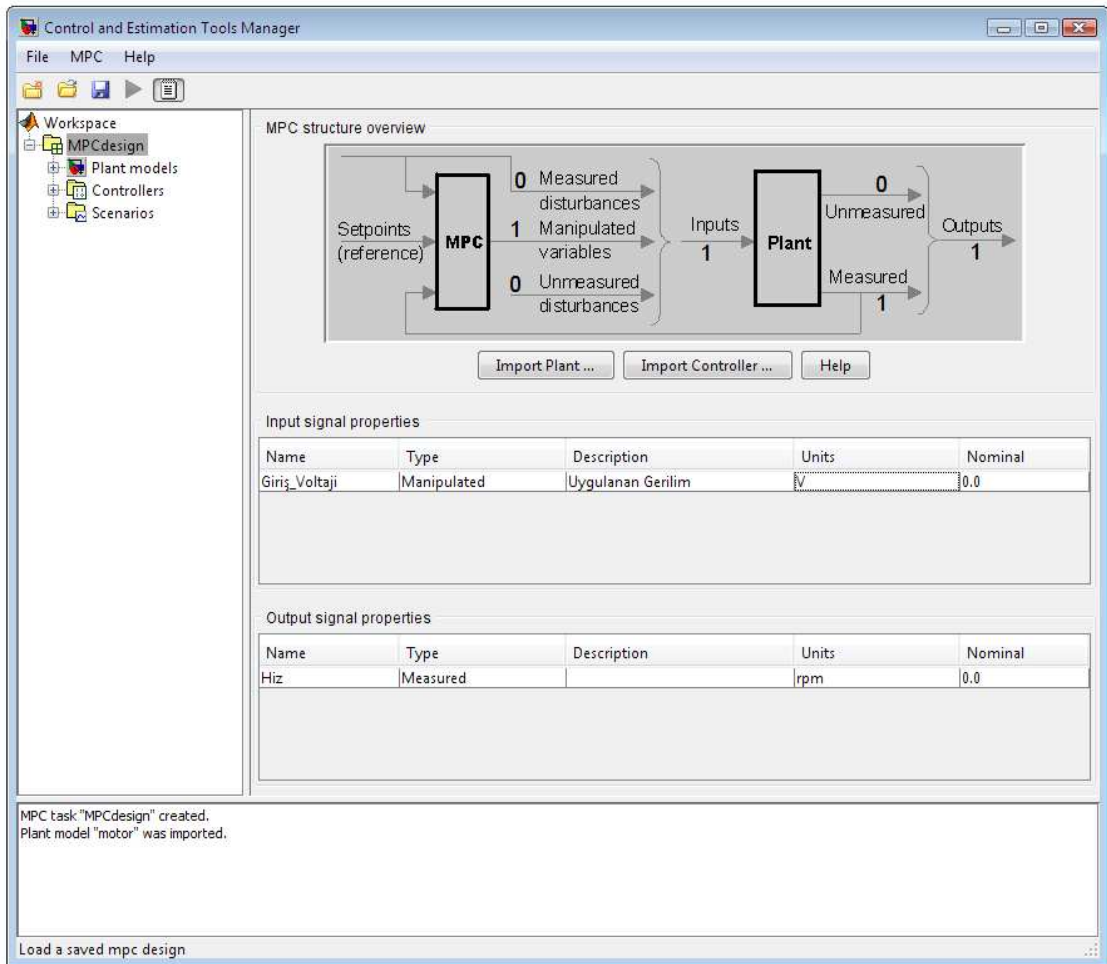 Control and Estimation Tools Manager
File MPC Help
Workspace
MPCdesign
Plant models
Controllers
Scenarios
MPC structure overview
0 Measured
disturbances
Setpoints
(reference)
MPC
1 Manipulated
variables
0 Unmeasured
disturbances
Inputs
1
Plant
0
Unmeasured
Measured
1
Outputs
1
Import Plant ...
Import Controller ...
Help
Input signal properties
Name Type Description Units Nominal
Giriş_Voltaji Manipulated Uygulanan Gerilim V 0.0
Output signal properties
Name Type Description Units Nominal
Hiz Measured rpm 0.0
MPC task "MPCdesign" created.
Plant model "motor" was imported.
Load a saved mpc design